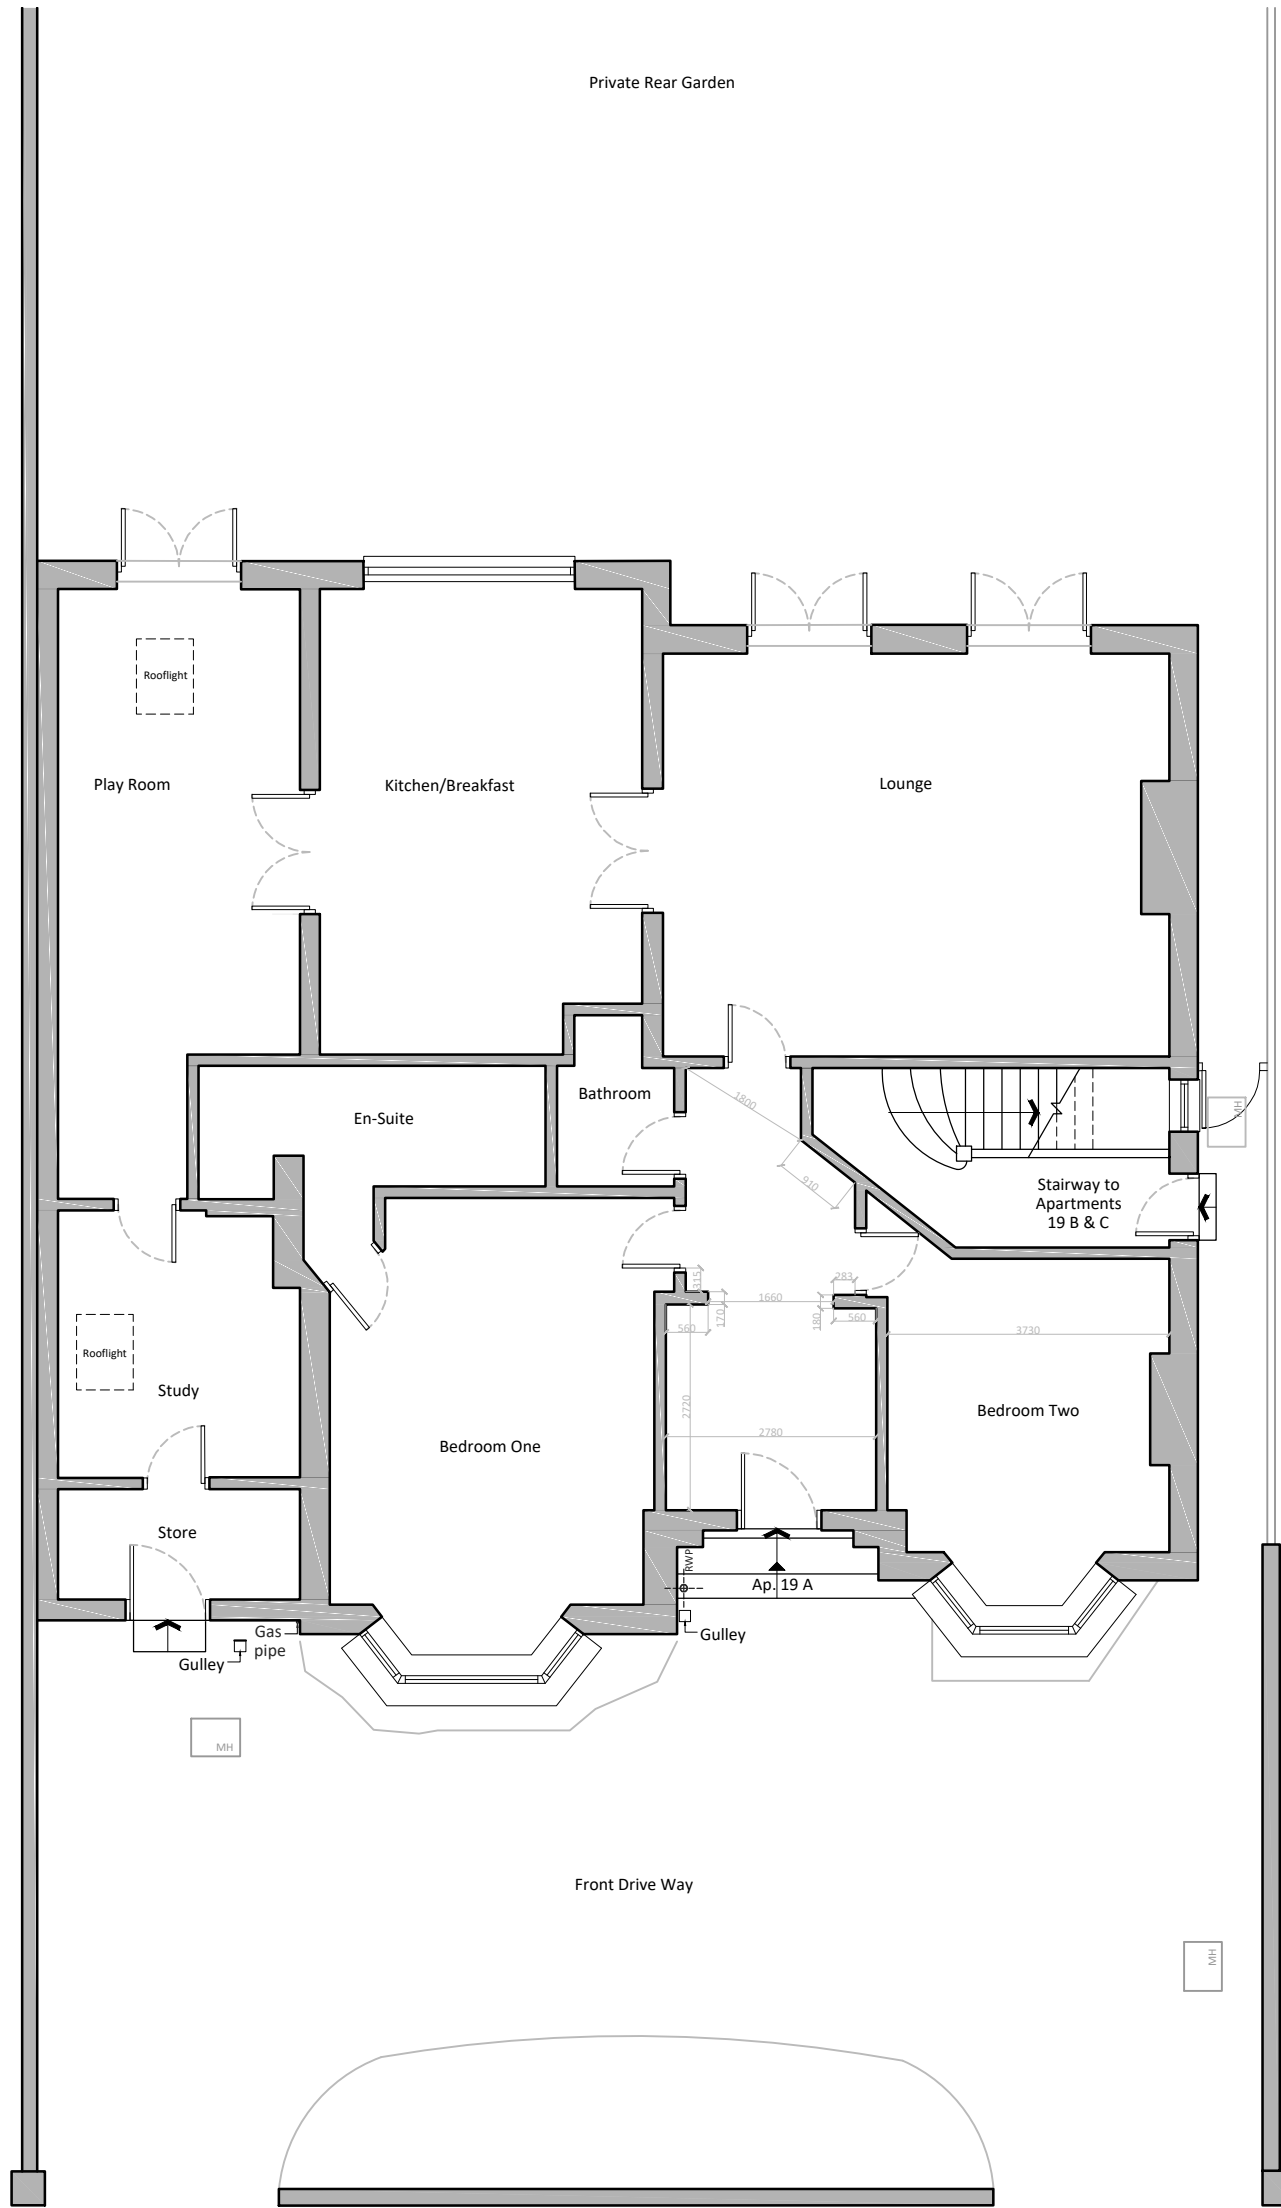 Private Rear Garden
Rooflight
Play Room
Kitchen/Breakfast
Lounge
Bathroom
En-Suite
1800
910
MH
Stairway to
Apartments
19 B & C
315
283
1660
170
180
560
560
3730
Rooflight
Study
2720
Bedroom Two
2780
Bedroom One
Store
RWP
Ap. 19 A
Gas
pipe
Gulley
Gulley
MH
Front Drive Way
MH